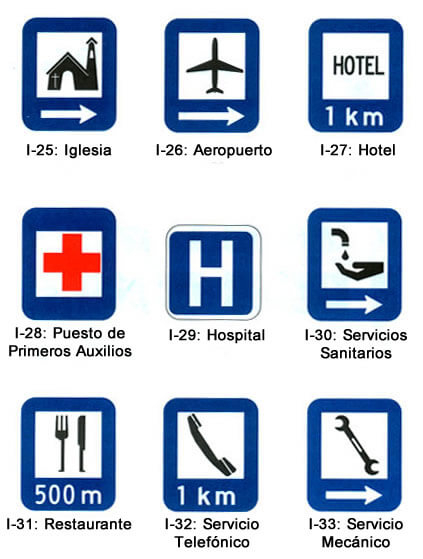 HOTEL
1 km
I-25: Iglesia
I-26: Aeropuerto
I-27: Hotel
H
I-28: Puesto de
Primeros Auxilios
I-29: Hospital
I-30: Servicios
Sanitarios
500 m
1 km
I-31: Restaurante
I-32: Servicio
Telefónico
I-33: Servicio
Mecánico